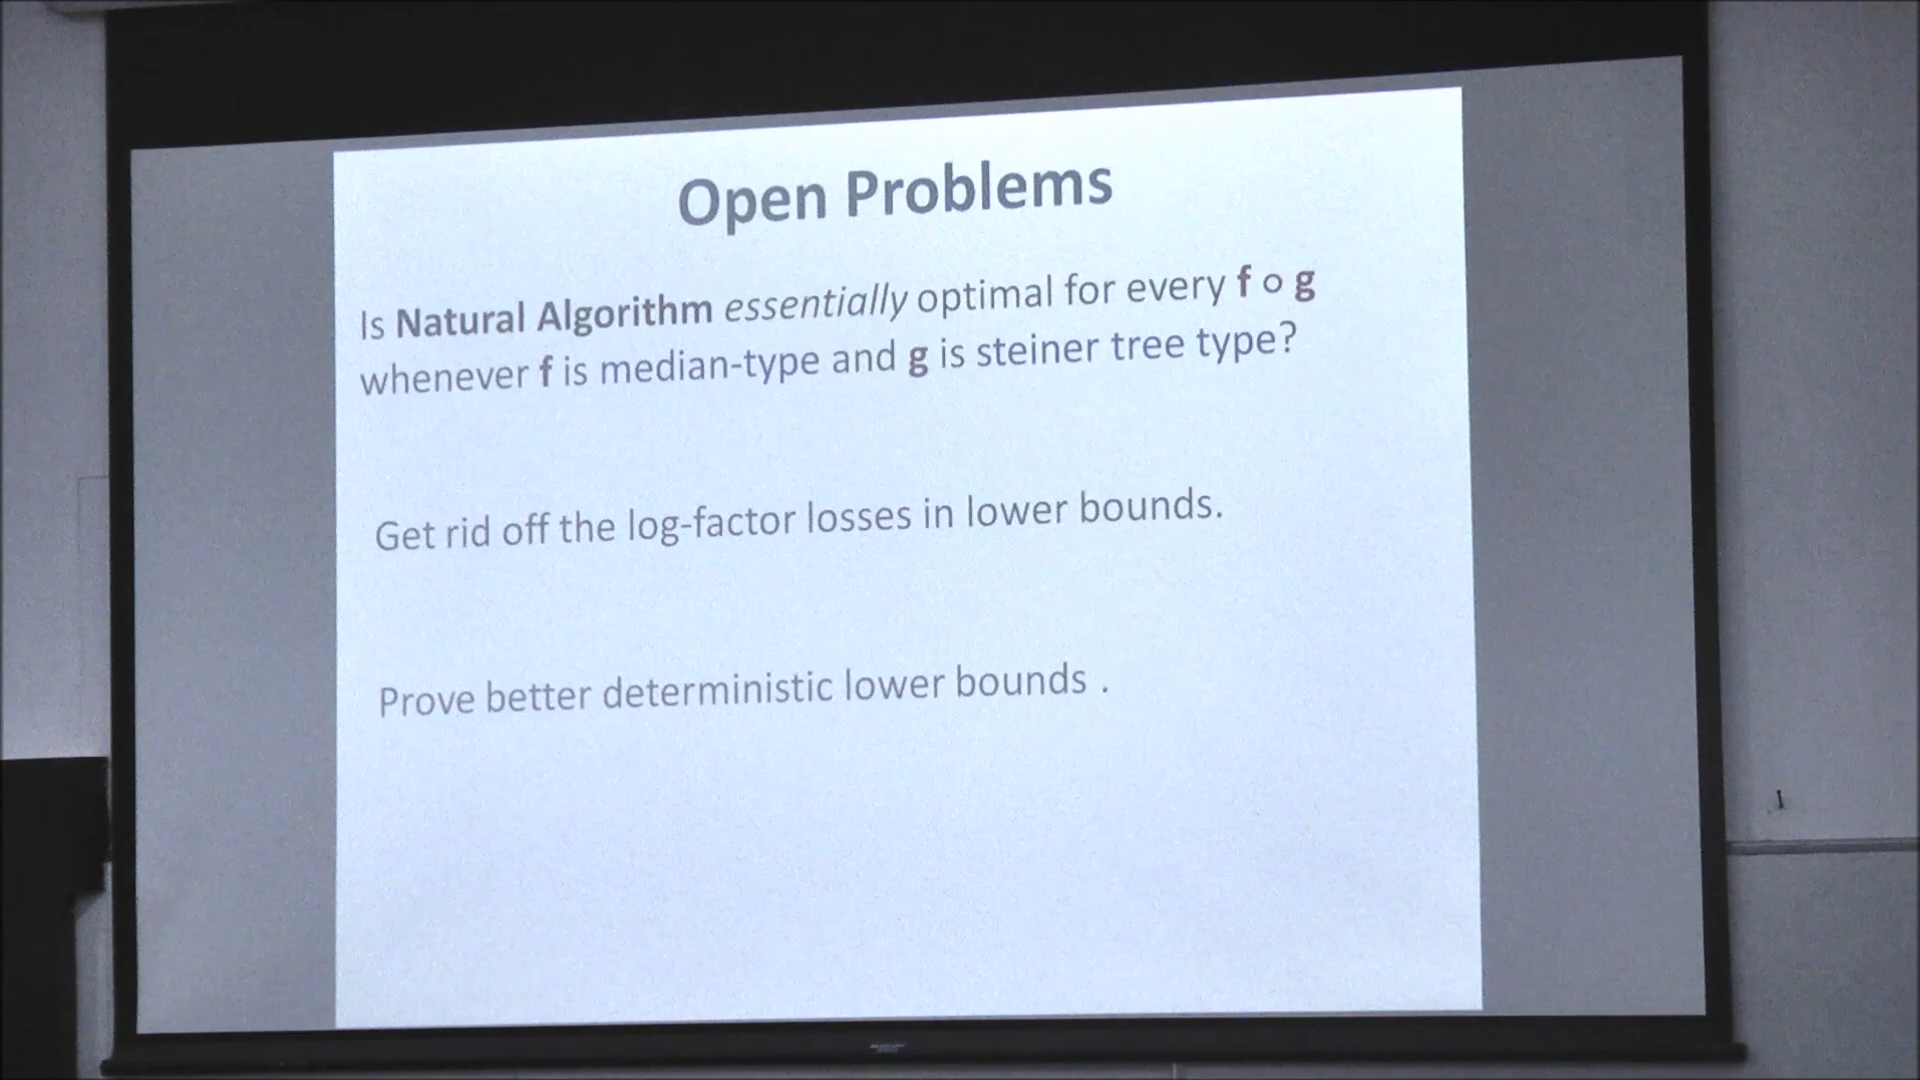 Open Problems
Is Natural Algorithm essentially optimal for every f o g
whenever f is median-type and g is steiner tree type?
Get rid off the log-factor losses in lower bounds.
Prove better deterministic lower bounds .